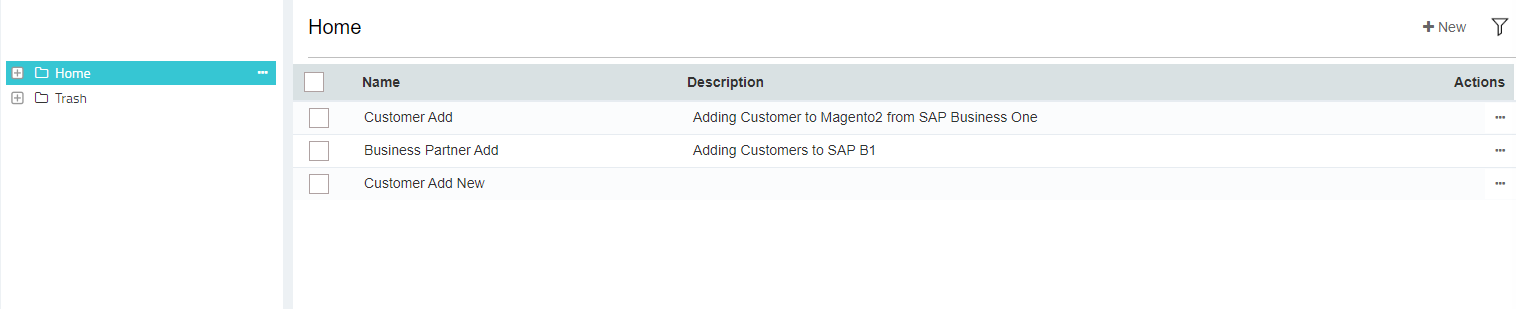 Home
New
Home
Trash
Name Description Actions
Customer Add Adding Customer to Magento2 from SAP Business One
Business Partner Add Adding Customers to SAP B1
Customer Add New